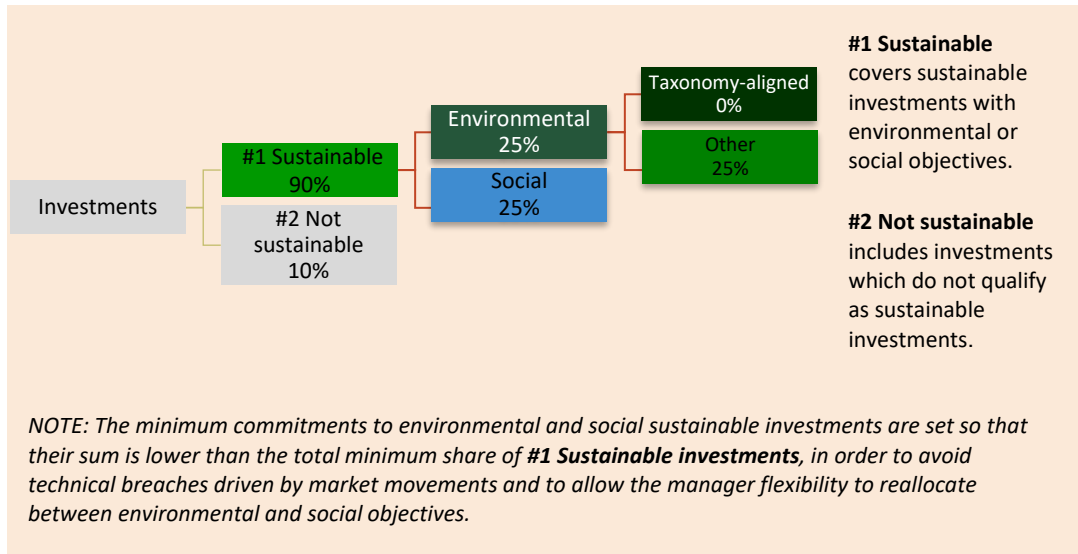 Investments
#1 Sustainable
90%
#2 Not
sustainable
10%
Environmental
25%
Social
25%
Taxonomy-aligned
0%
Other
25%
#1 Sustainable
covers sustainable
investments with
environmental or
social objectives.
#2 Not sustainable
includes investments
which do not qualify
as sustainable
investments.
NOTE: The minimum commitments to environmental and social sustainable investments are set so that
their sum is lower than the total minimum share of #1 Sustainable investments, in order to avoid
technical breaches driven by market movements and to allow the manager flexibility to reallocate
between environmental and social objectives.